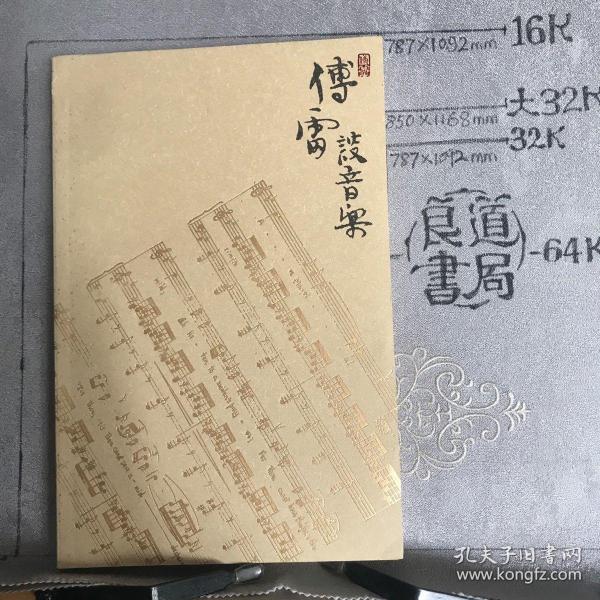 傅雷
談音樂
787×1092mm 16K
850×1168mm 大32K
787×1092mm 32K
良道
書局
-64K
孔夫子旧書网
www.kongfz.com